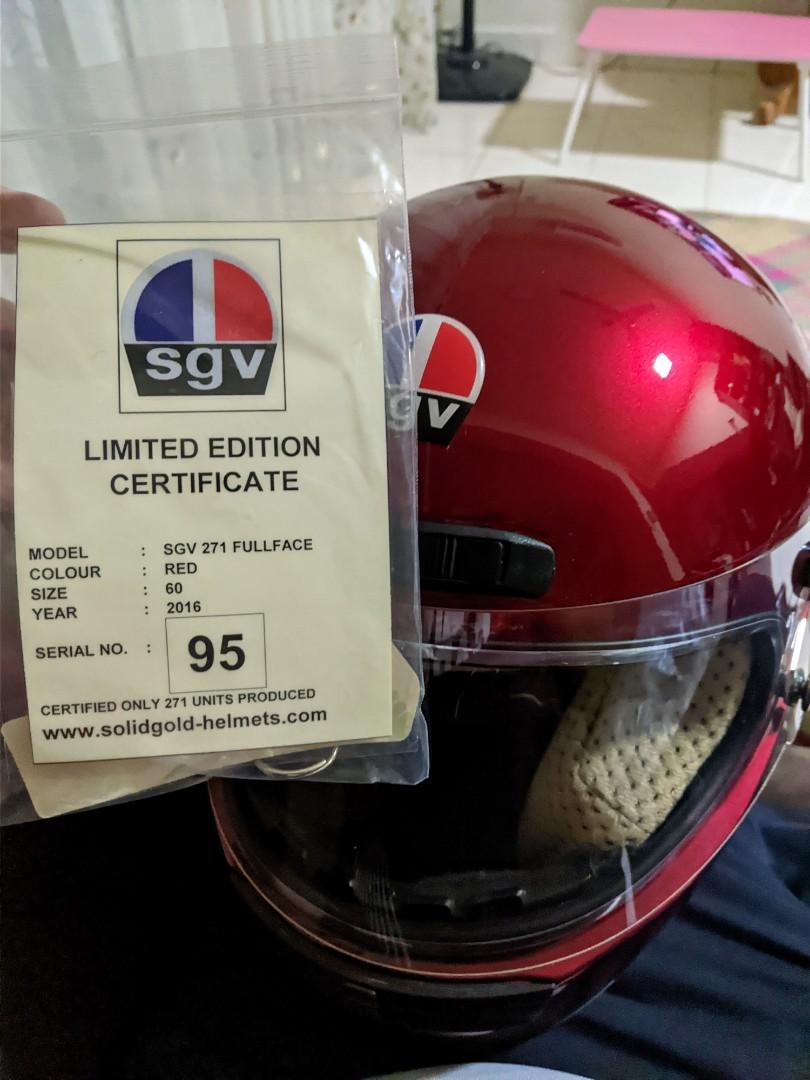 sgv
LIMITED EDITION
CERTIFICATE
MODEL : SGV 271 FULLFACE
COLOUR : RED
SIZE : 60
YEAR : 2016
SERIAL NO. : 95
CERTIFIED ONLY 271 UNITS PRODUCED
www.solidgold-helmets.com
gv